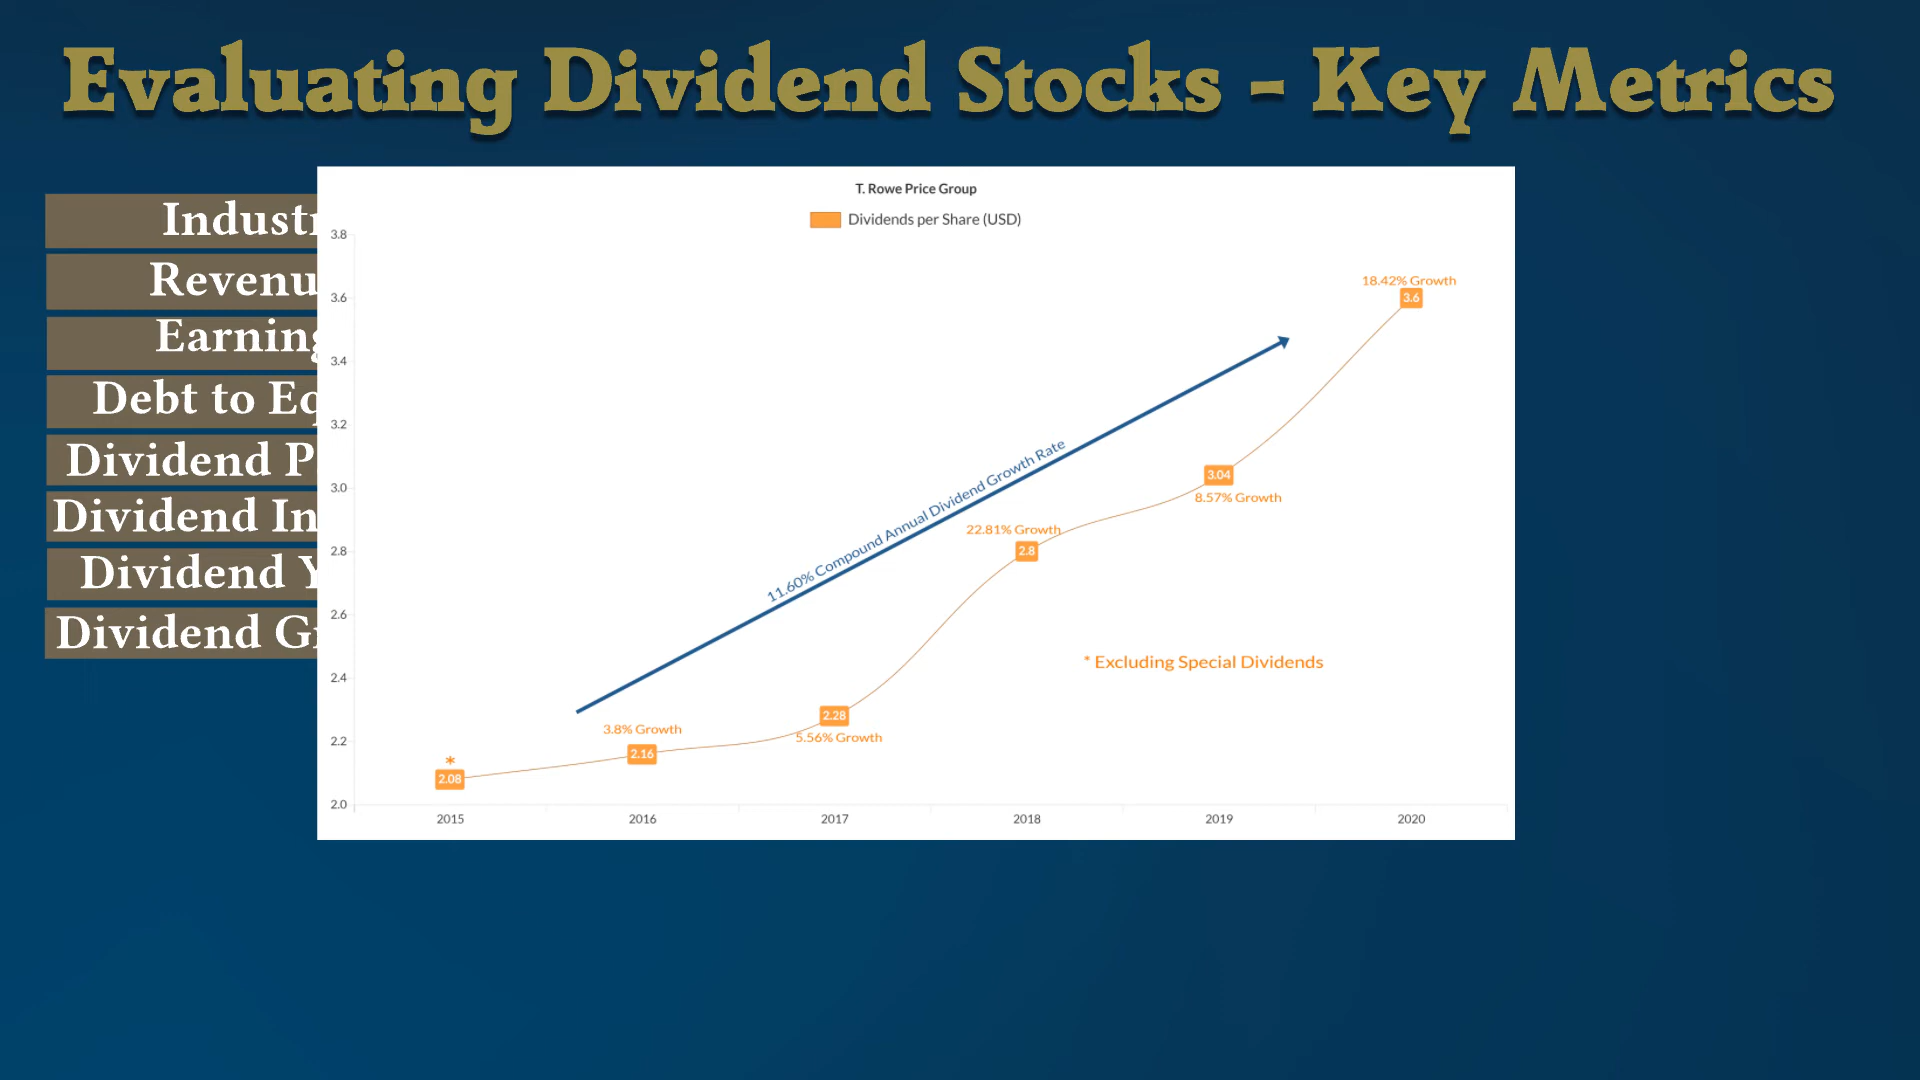 Evaluating Dividend Stocks - Key Metrics
T. Rowe Price Group
Dividends per Share (USD)
Revenu
Earning
Debt to Eq
Dividend P
Dividend In
Dividend Y
Dividend G
Industr
3.8
3.6
3.4
3.2
3.0
2.8
2.6
2.4
2.2
2.0
18.42% Growth
3.6
3.04
8.57% Growth
22.81% Growth
2.8
11.60% Compound Annual Dividend Growth Rate
* Excluding Special Dividends
2.28
5.56% Growth
3.8% Growth
2.16
*
2.08
2015 2016 2017 2018 2019 2020